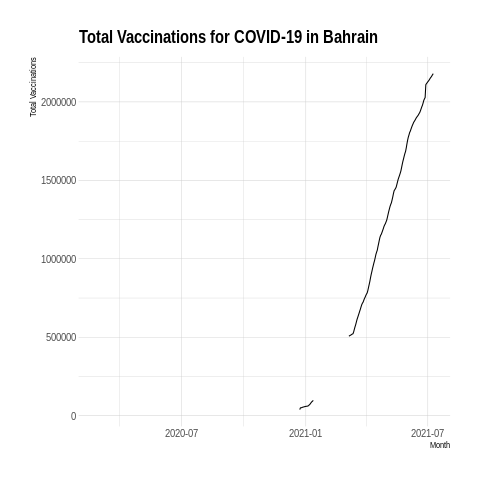 Total Vaccinations for COVID-19 in Bahrain
Total Vaccinations
2000000
1500000
1000000
500000
0
2020-07 2021-01 2021-07
Month